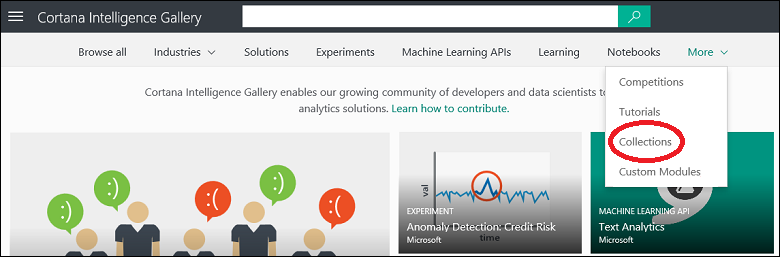 Cortana Intelligence Gallery
Browse all Industries Solutions Experiments Machine Learning APIs Learning Notebooks More
Competitions
Tutorials
Collections
Custom Modules
Cortana Intelligence Gallery enables our growing community of developers and data scientists to
analytics solutions. Learn how to contribute.
:) :( :) :( :)
val
time
EXPERIMENT
Anomaly Detection: Credit Risk
Microsoft
MACHINE LEARNING API
Text Analytics
Microsoft